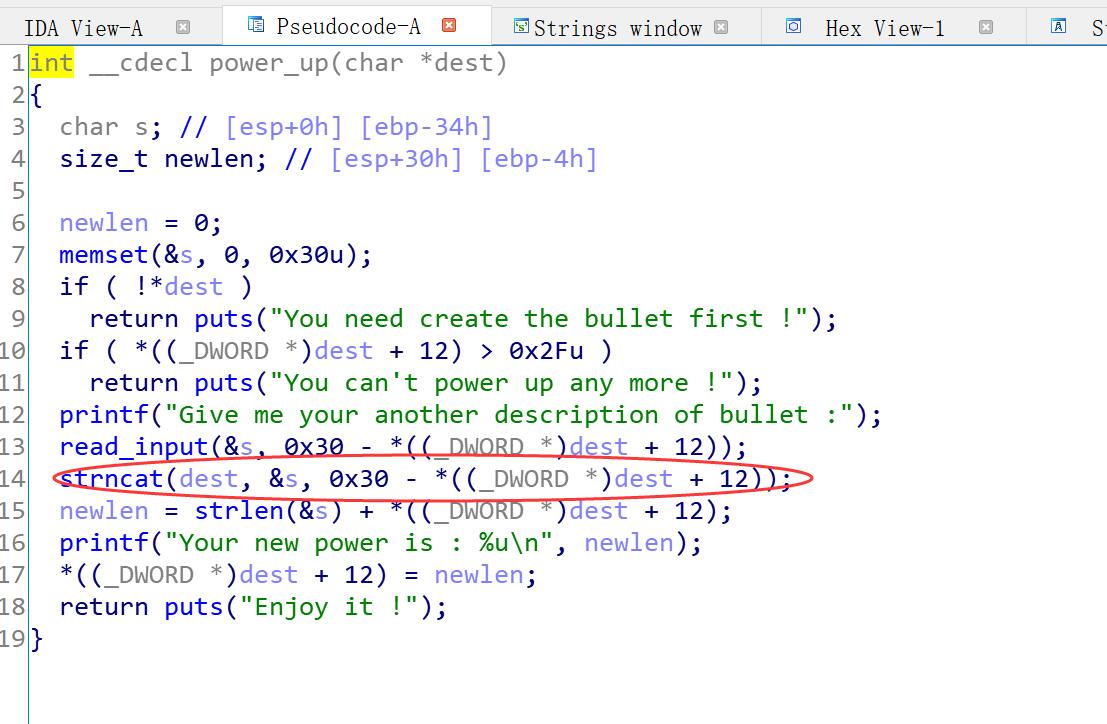 IDA View-A Pseudocode-A Strings window Hex View-1
1 int __cdecl power_up(char *dest)
2 {
3 char s; // [esp+0h] [ebp-34h]
4 size_t newlen; // [esp+30h] [ebp-4h]
5
6 newlen = 0;
7 memset(&s, 0, 0x30u);
8 if ( !*dest )
9 return puts("You need create the bullet first !");
10 if ( *((_DWORD *)dest + 12) > 0x2Fu )
11 return puts("You can't power up any more !");
12 printf("Give me your another description of bullet :");
13 read_input(&s, 0x30 - *((_DWORD *)dest + 12));
14 strncat(dest, &s, 0x30 - *((_DWORD *)dest + 12));
15 newlen = strlen(&s) + *((_DWORD *)dest + 12);
16 printf("Your new power is : %u\n", newlen);
17 *((_DWORD *)dest + 12) = newlen;
18 return puts("Enjoy it !");
19 }